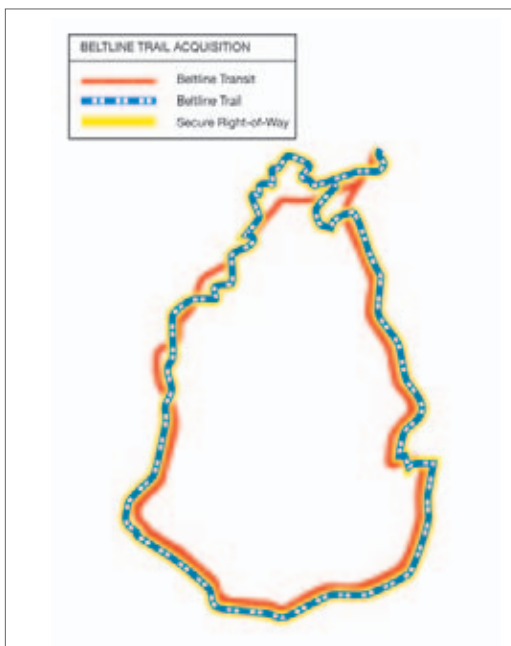 BELTLINE TRAIL ACQUISITION
Beltline Transit
Beltline Trail
Secure Right-of-Way